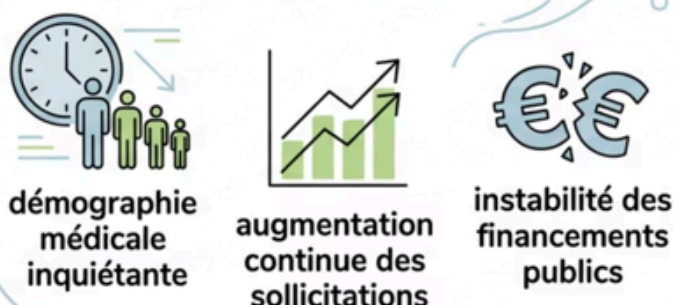 démographie
médicale
inquiétante
augmentation
continue des
sollicitations
instabilité des
financements
publics